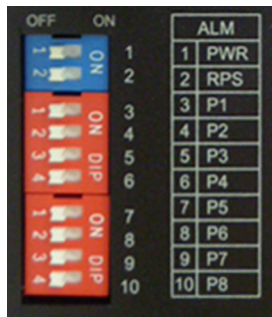 OFF ON
ALM
1 PWR
2 RPS
3 P1
4 P2
5 P3
6 P4
7 P5
8 P6
9 P7
10 P8
1 2 ON
1 2 3 4 ON DIP
1 2 3 4 ON DIP
1
2
3
4
5
6
7
8
9
10